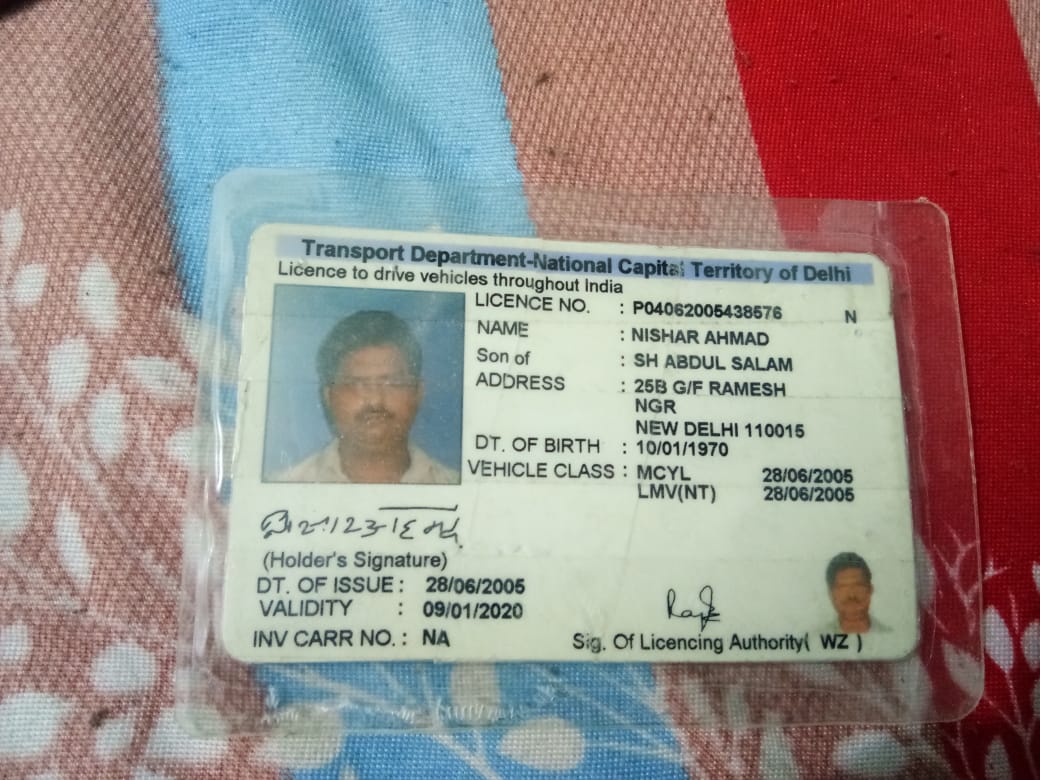 Transport Department-National Capital Territory of Delhi
Licence to drive vehicles throughout India
LICENCE NO. : P04062005438576 N
NAME : NISHAR AHMAD
Son of : SH ABDUL SALAM
ADDRESS : 25B G/F RAMESH
NGR
NEW DELHI 110015
DT. OF BIRTH : 10/01/1970
VEHICLE CLASS : MCYL 28/06/2005
LMV(NT) 28/06/2005
(Holder's Signature)
DT. OF ISSUE : 28/06/2005
VALIDITY : 09/01/2020
INV CARR NO. : NA
Sig. Of Licencing Authority( WZ )